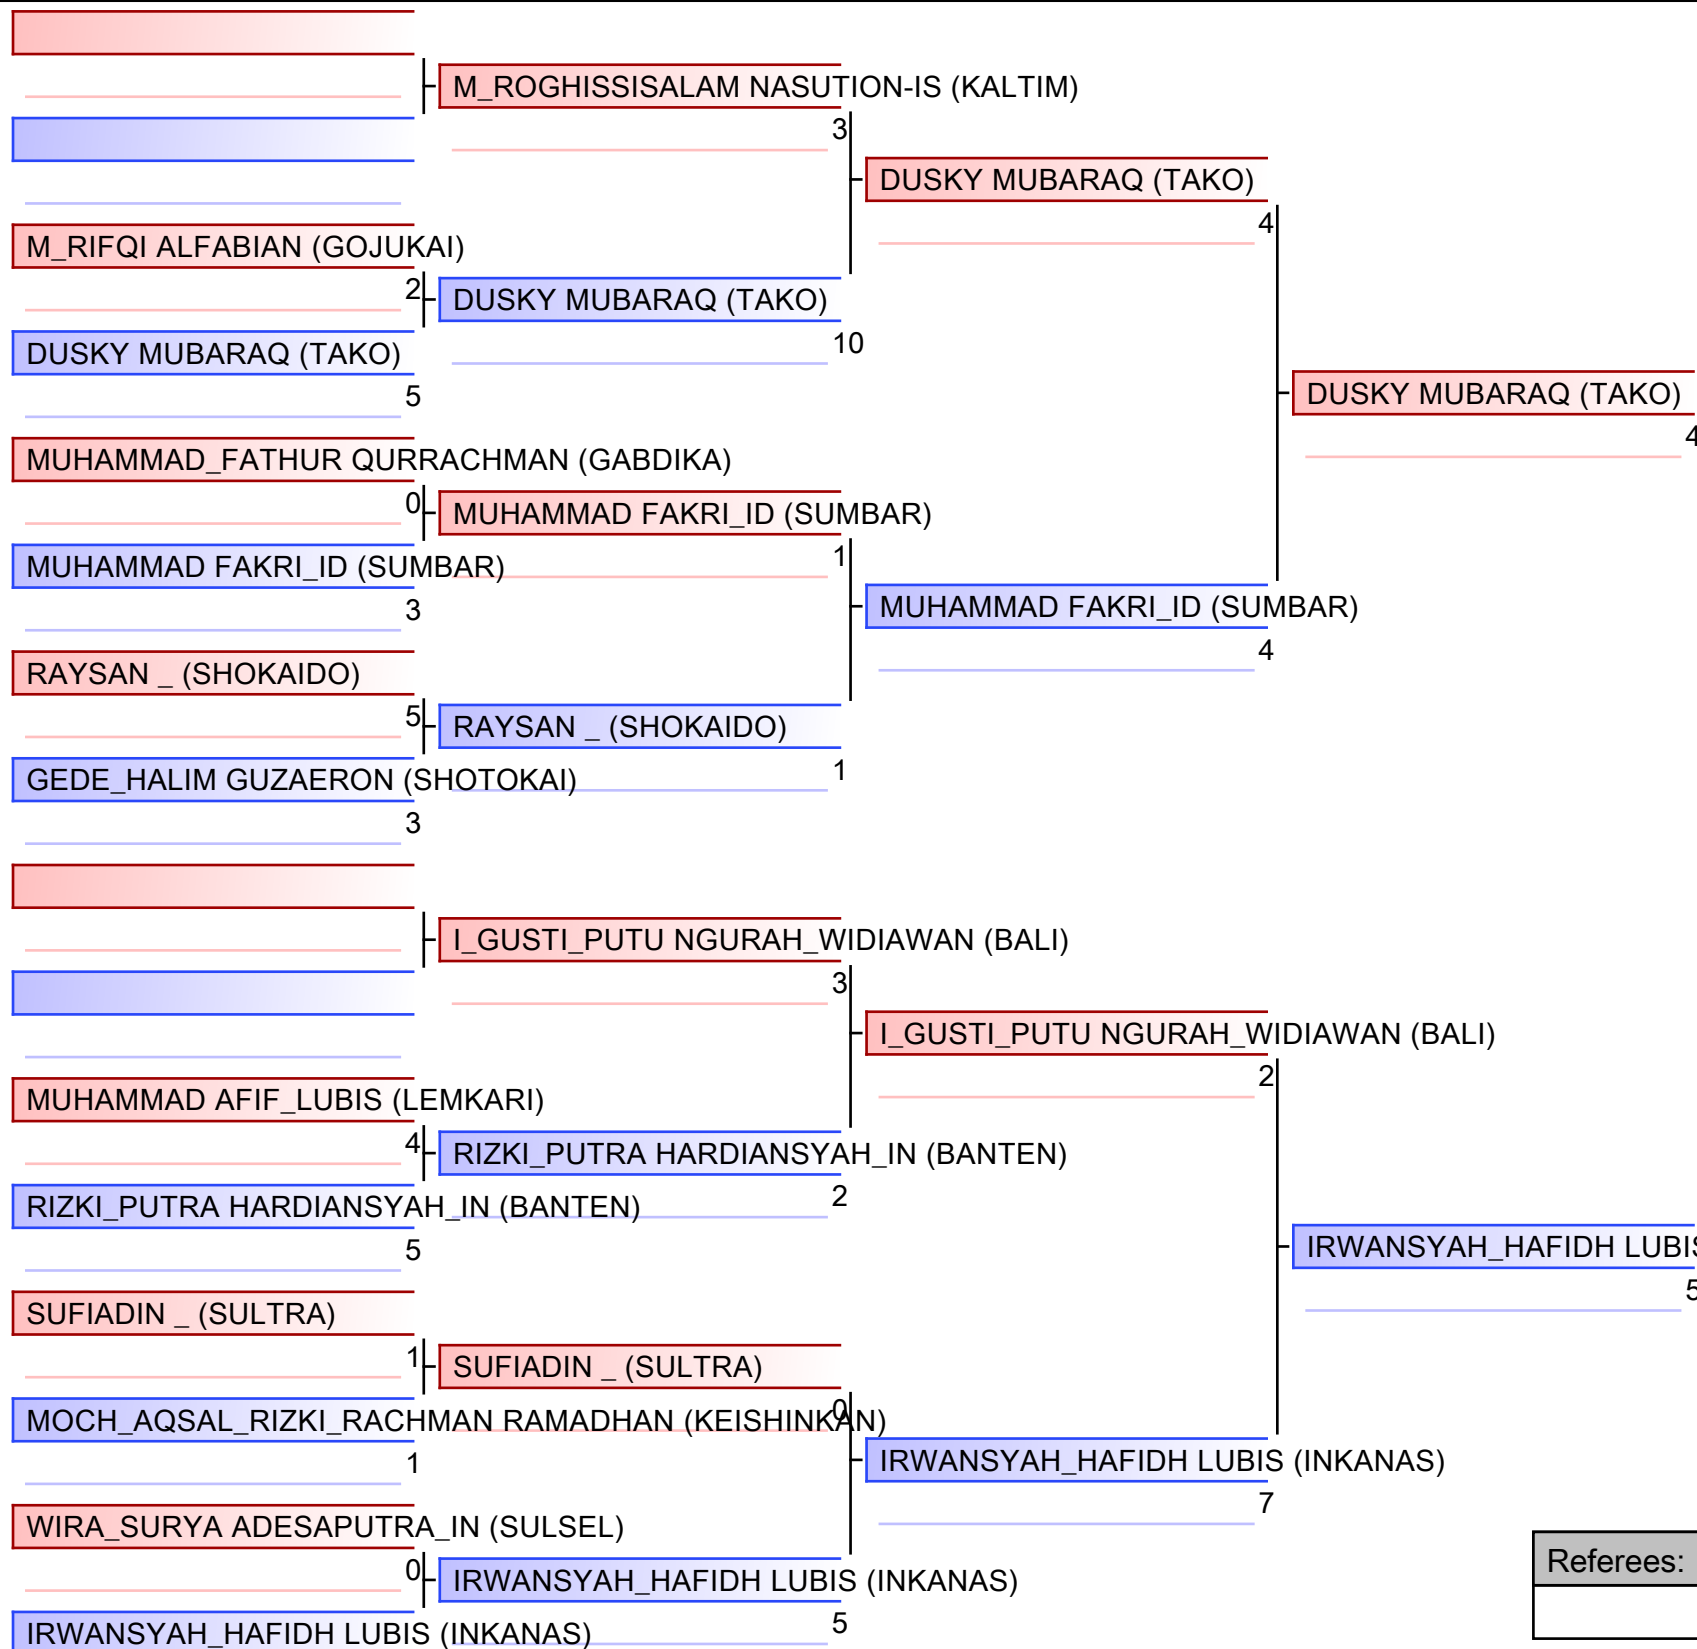 M_ROGHISSISALAM NASUTION-IS (KALTIM)
3
DUSKY MUBARAQ (TAKO)
4
M_RIFQI ALFABIAN (GOJUKAI)
2
DUSKY MUBARAQ (TAKO)
10
DUSKY MUBARAQ (TAKO)
5
DUSKY MUBARAQ (TAKO)
4
MUHAMMAD_FATHUR QURRACHMAN (GABDIKA)
0
MUHAMMAD FAKRI_ID (SUMBAR)
1
MUHAMMAD FAKRI_ID (SUMBAR)
3
MUHAMMAD FAKRI_ID (SUMBAR)
4
RAYSAN _ (SHOKAIDO)
5
RAYSAN _ (SHOKAIDO)
1
GEDE_HALIM GUZAERON (SHOTOKAI)
3
I_GUSTI_PUTU NGURAH_WIDIAWAN (BALI)
3
I_GUSTI_PUTU NGURAH_WIDIAWAN (BALI)
2
MUHAMMAD AFIF_LUBIS (LEMKARI)
4
RIZKI_PUTRA HARDIANSYAH_IN (BANTEN)
2
RIZKI_PUTRA HARDIANSYAH_IN (BANTEN)
5
IRWANSYAH_HAFIDH LUBIS
5
SUFIADIN _ (SULTRA)
1
SUFIADIN _ (SULTRA)
0
MOCH_AQSAL_RIZKI_RACHMAN RAMADHAN (KEISHINKAN)
1
IRWANSYAH_HAFIDH LUBIS (INKANAS)
7
WIRA_SURYA ADESAPUTRA_IN (SULSEL)
0
IRWANSYAH_HAFIDH LUBIS (INKANAS)
5
IRWANSYAH_HAFIDH LUBIS (INKANAS)
Referees: